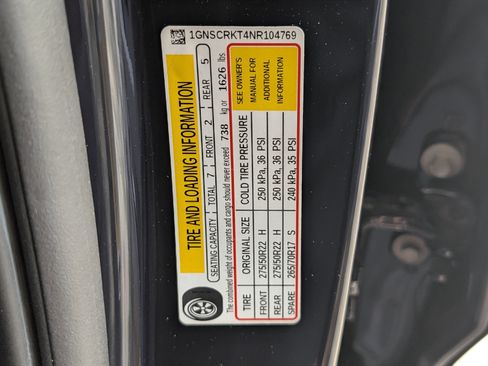 1GNSCRKT4NR104769
TIRE AND LOADING INFORMATION
SEATING CAPACITY | TOTAL 7 | FRONT 2 | REAR 5
The combined weight of occupants and cargo should never exceed 738 kg or 1626 lbs
TIRE ORIGINAL SIZE COLD TIRE PRESSURE
FRONT 275/50R22 H 250 kPa, 36 PSI
REAR 275/50R22 H 250 kPa, 36 PSI
SPARE 265/70R17 S 240 kPa, 35 PSI
SEE OWNER'S
MANUAL FOR
ADDITIONAL
INFORMATION